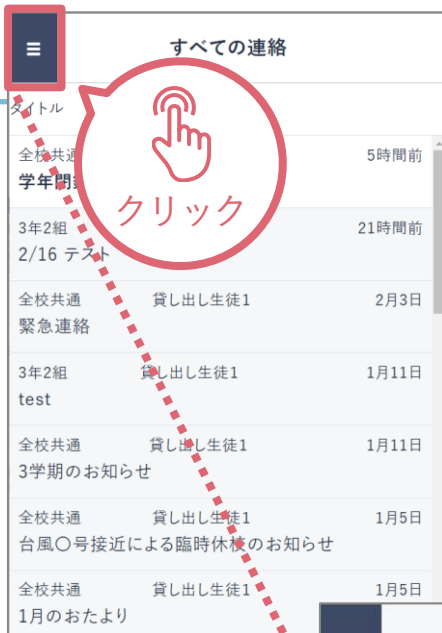 すべての連絡
タイトル
全校共通 5時間前
学年閉
クリック
3年2組 21時間前
2/16 テスト
全校共通 貸し出し生徒1 2月3日
緊急連絡
3年2組 貸し出し生徒1 1月11日
test
全校共通 貸し出し生徒1 1月11日
3学期のお知らせ
全校共通 貸し出し生徒1 1月5日
台風〇号接近による臨時休校のお知らせ
全校共通 貸し出し生徒1 1月5日
1月のおたより